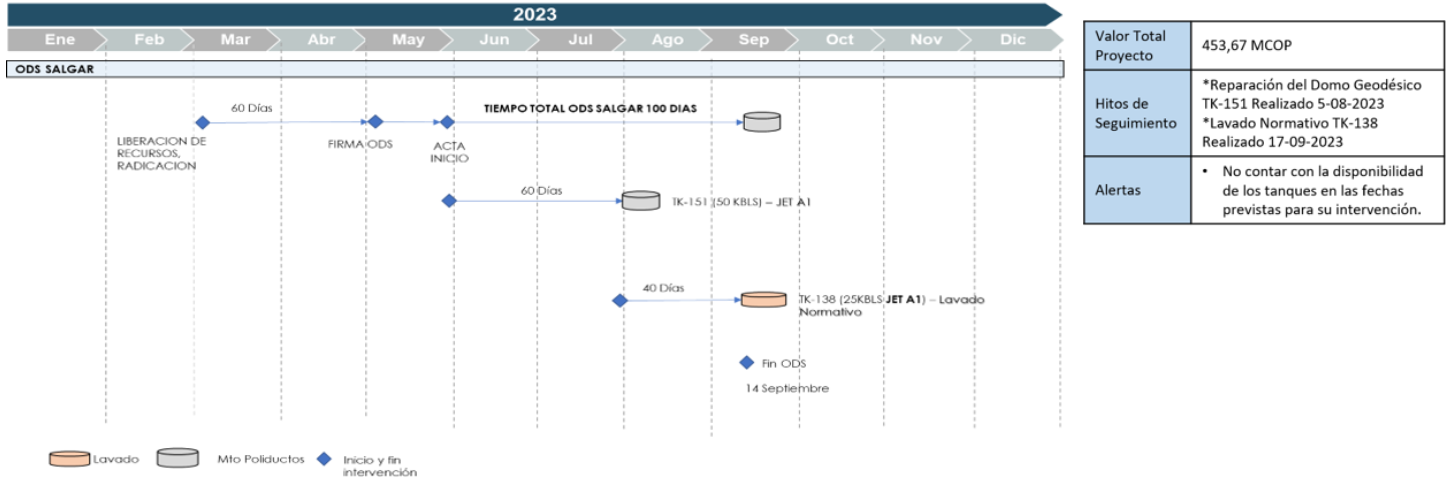 2023
Ene Feb Mar Abr May Jun Jul Ago Sep Oct Nov Dic
ODS SALGAR
60 Días
TIEMPO TOTAL ODS SALGAR 100 DIAS
LIBERACION DE
RECURSOS,
RADICACION
FIRMA ODS
ACTA
INICIO
60 Días
TK-151 (50 KBLS) – JET A1
40 Días
TK-138 (25KBLS JET A1) – Lavado
Normativo
Fin ODS
14 Septiembre
Lavado
Mto Poliductos
Inicio y fin
intervención
Valor Total
Proyecto
453,67 MCOP
Hitos de
Seguimiento
*Reparación del Domo Geodésico
TK-151 Realizado 5-08-2023
*Lavado Normativo TK-138
Realizado 17-09-2023
Alertas
• No contar con la disponibilidad
de los tanques en las fechas
previstas para su intervención.